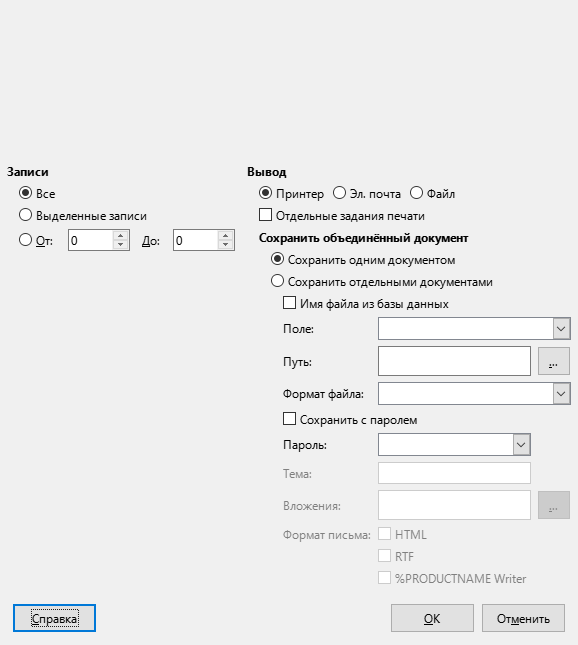 Записи
Все
Выделенные записи
От: 0 До: 0
Вывод
Принтер Эл. почта Файл
Отдельные задания печати
Сохранить объединённый документ
Сохранить одним документом
Сохранить отдельными документами
Имя файла из базы данных
Поле:
Путь: ...
Формат файла:
Сохранить с паролем
Пароль:
Тема:
Вложения: ...
Формат письма: HTML
RTF
%PRODUCTNAME Writer
Справка OK Отменить